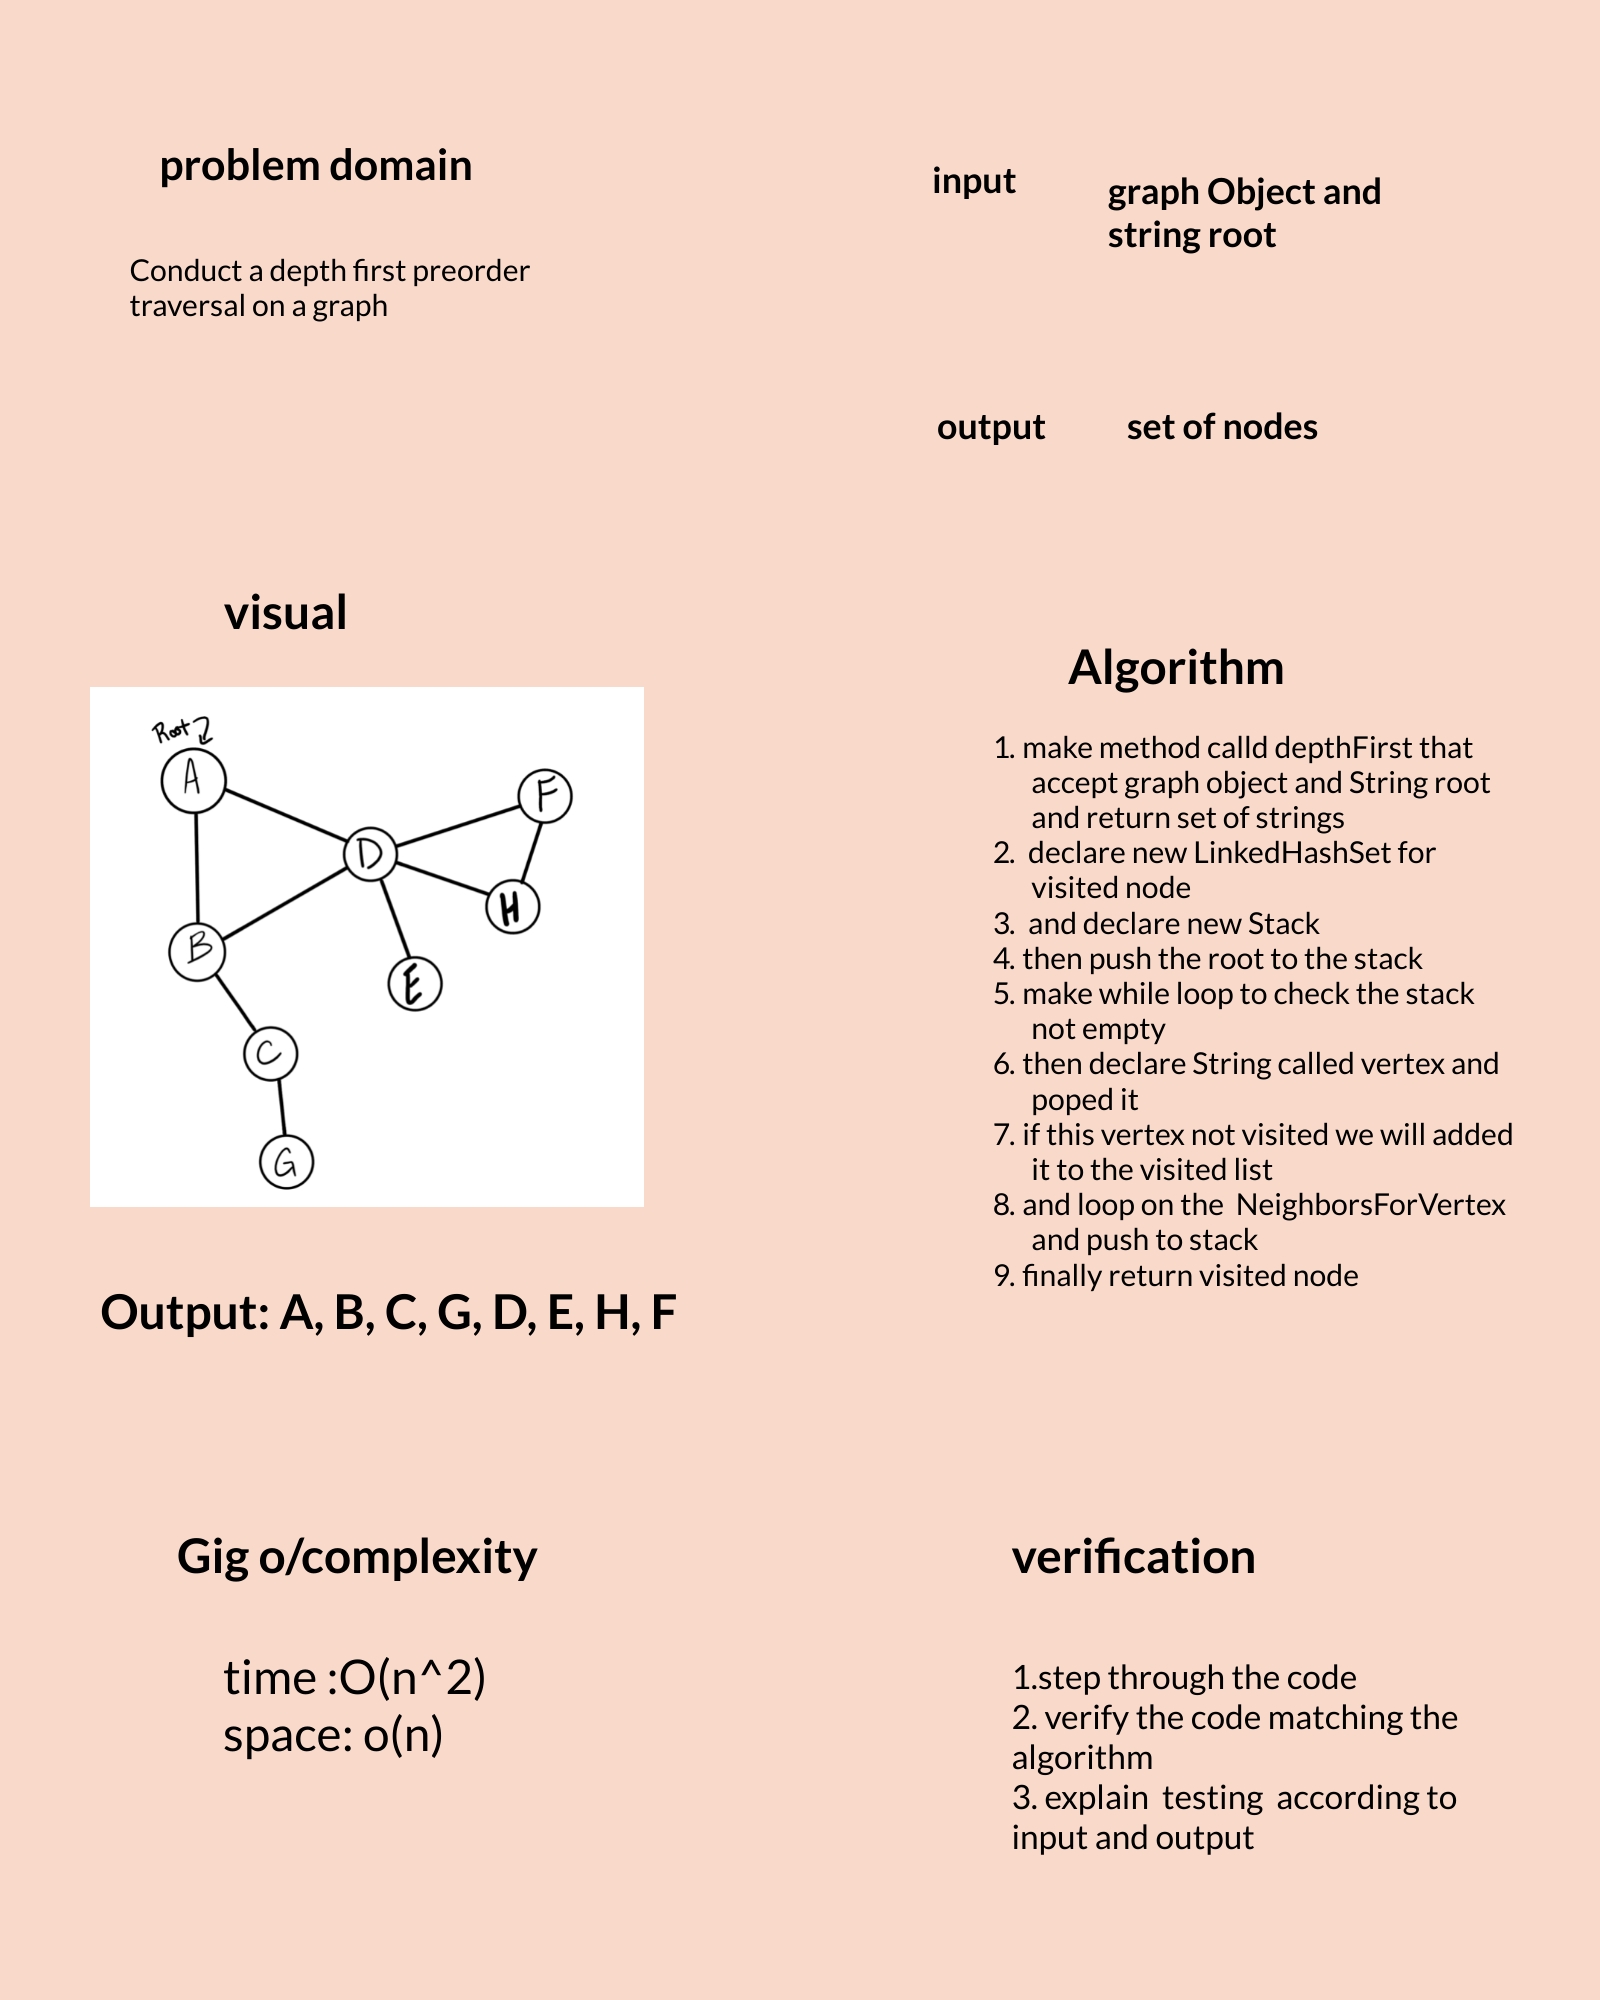 problem domain
Conduct a depth first preorder
traversal on a graph
input
graph Object and
string root
output
set of nodes
visual
Root
A
F
D
H
B
E
C
G
Output: A, B, C, G, D, E, H, F
Algorithm
1. make method calld depthFirst that
accept graph object and String root
and return set of strings
2. declare new LinkedHashSet for
visited node
3. and declare new Stack
4. then push the root to the stack
5. make while loop to check the stack
not empty
6. then declare String called vertex and
poped it
7. if this vertex not visited we will added
it to the visited list
8. and loop on the NeighborsForVertex
and push to stack
9. finally return visited node
Gig o/complexity
time :O(n^2)
space: o(n)
verification
1.step through the code
2. verify the code matching the
algorithm
3. explain testing according to
input and output